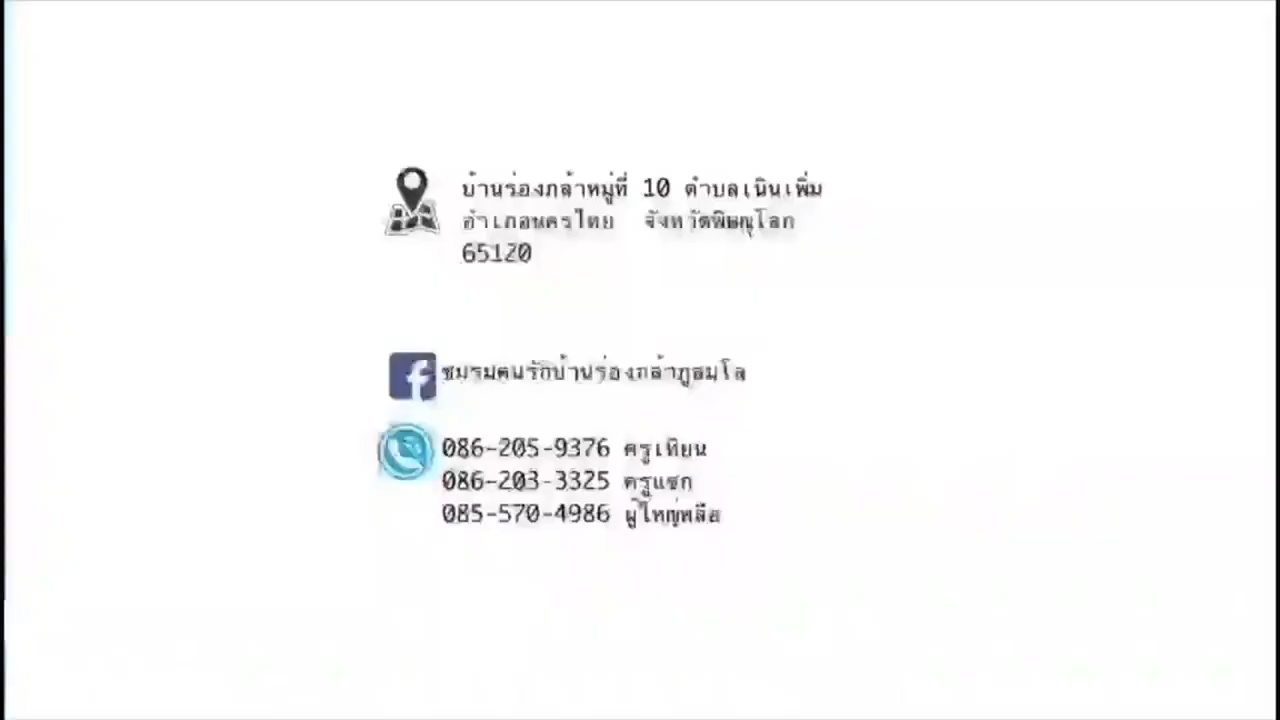 บ้านร่องกล้าหมู่ที่ 10 ตำบลเนินเพิ่ม
อำเภอนครไทย จังหวัดพิษณุโลก
65120
ชมรมคนรักบ้านร่องกล้าภูลมโล
086-205-9376 ครูเทียน
086-203-3325 ครูแซก
085-570-4986 ผู้ใหญ่